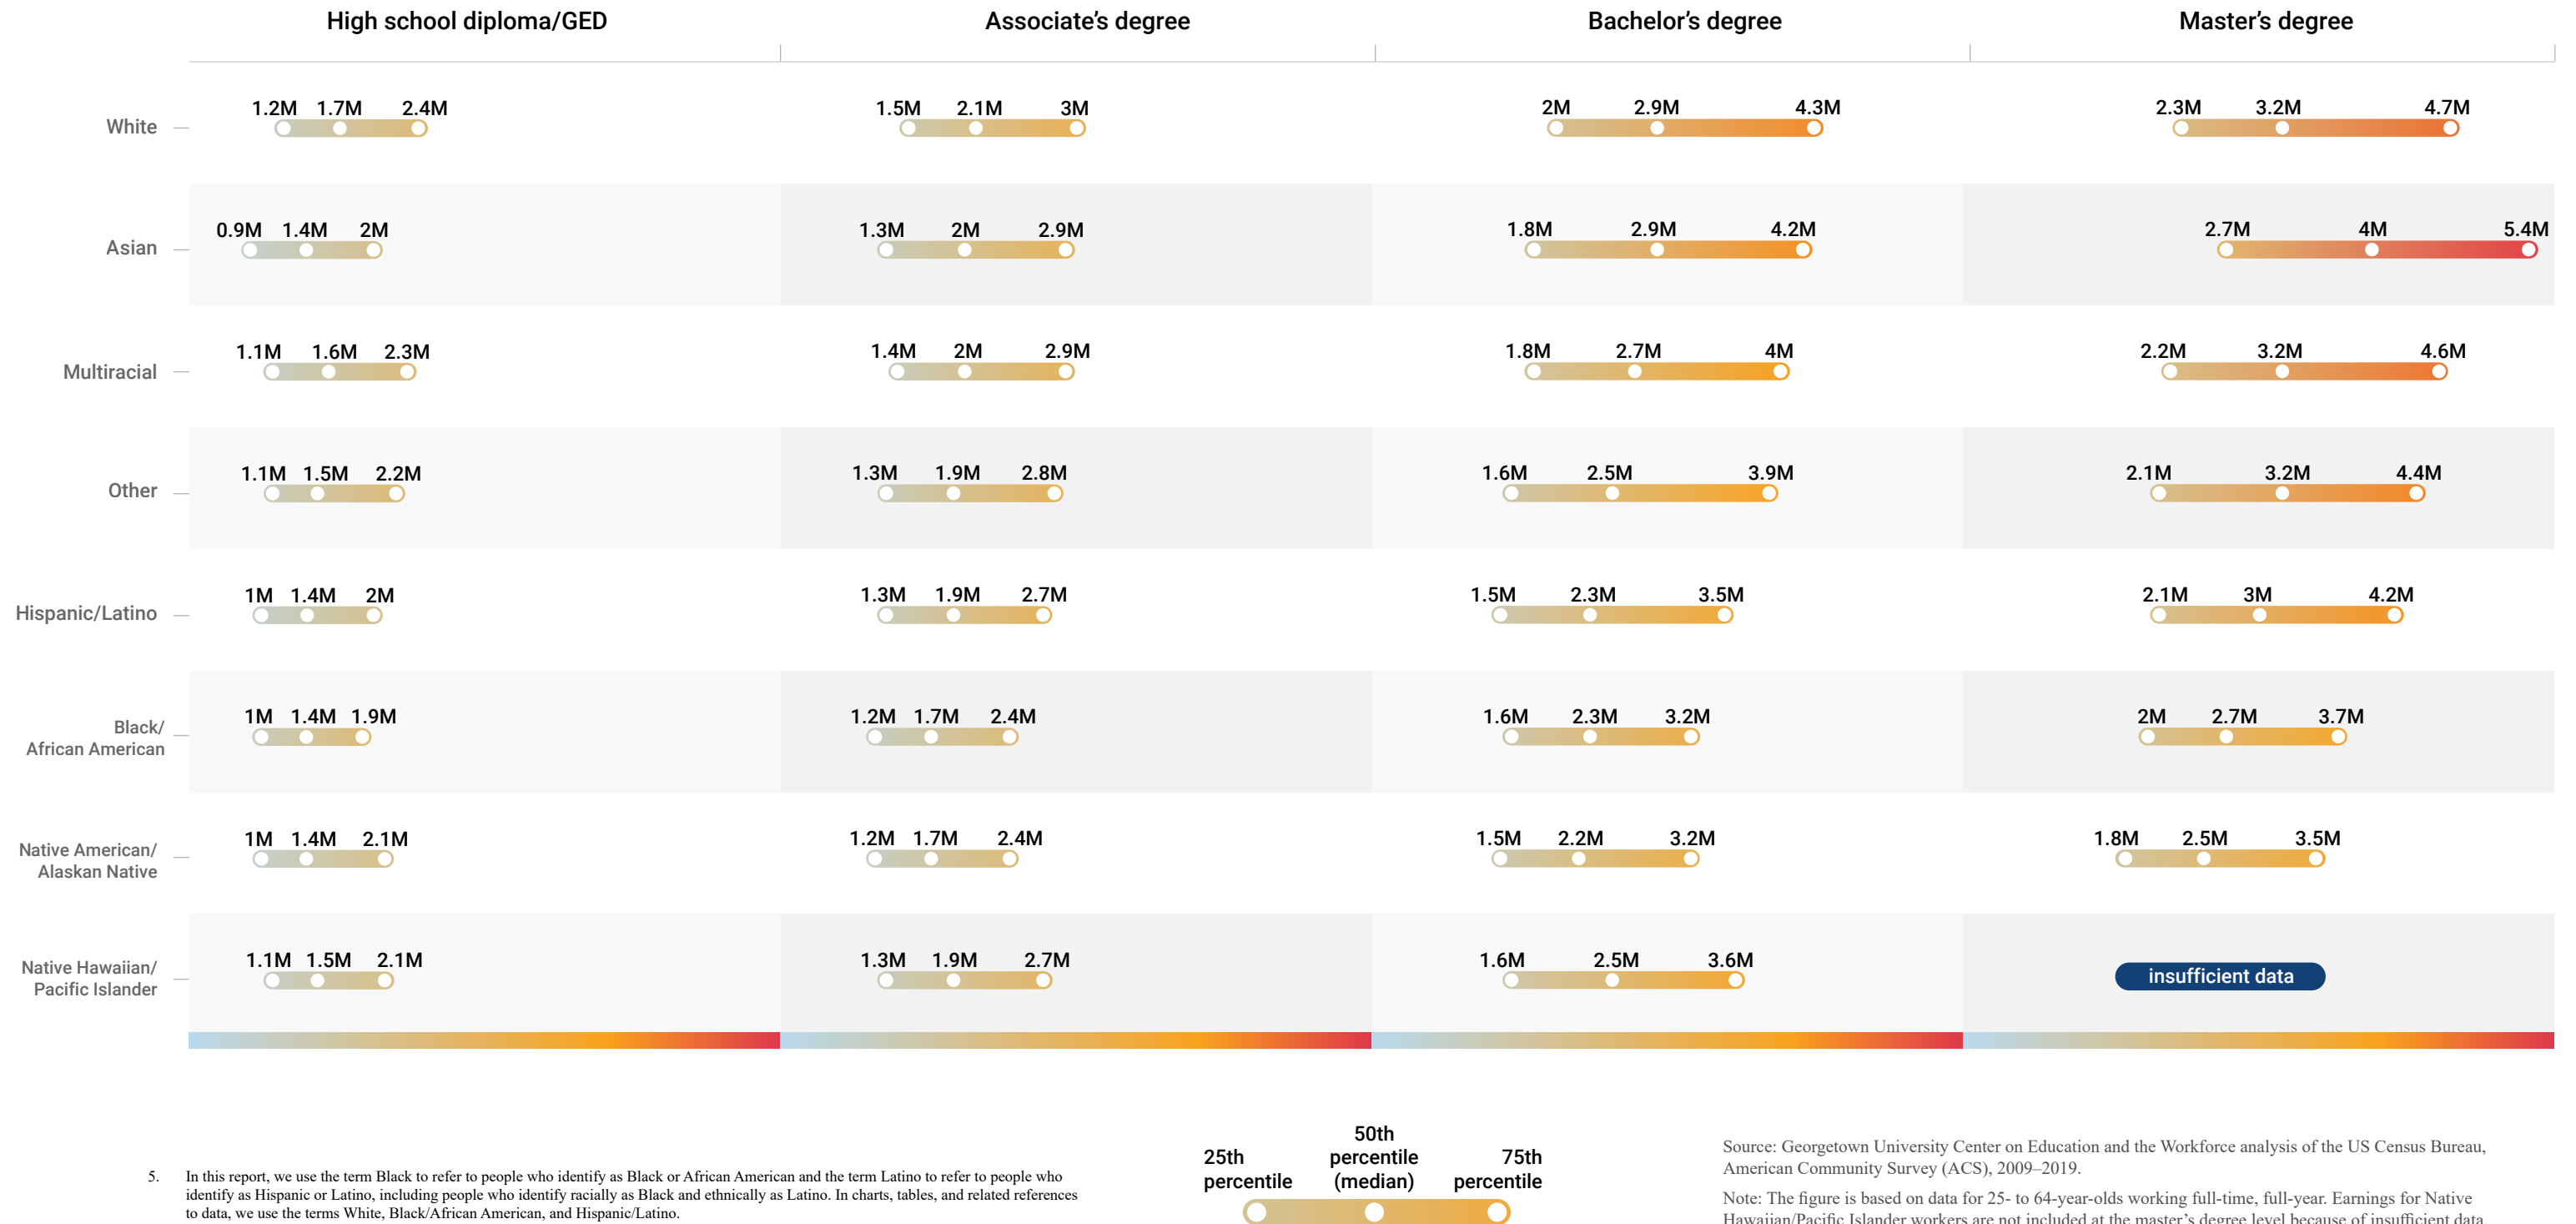 High school diploma/GED Associate’s degree Bachelor’s degree Master’s degree
1.2M 1.7M 2.4M 1.5M 2.1M 3M 2M 2.9M 4.3M 2.3M 3.2M 4.7M
White
0.9M 1.4M 2M 1.3M 2M 2.9M 1.8M 2.9M 4.2M 2.7M 4M 5.4M
Asian
1.1M 1.6M 2.3M 1.4M 2M 2.9M 1.8M 2.7M 4M 2.2M 3.2M 4.6M
Multiracial
1.1M 1.5M 2.2M 1.3M 1.9M 2.8M 1.6M 2.5M 3.9M 2.1M 3.2M 4.4M
Other
1M 1.4M 2M 1.3M 1.9M 2.7M 1.5M 2.3M 3.5M 2.1M 3M 4.2M
Hispanic/Latino
1M 1.4M 1.9M 1.2M 1.7M 2.4M 1.6M 2.3M 3.2M 2M 2.7M 3.7M
Black/
African American
1M 1.4M 2.1M 1.2M 1.7M 2.4M 1.5M 2.2M 3.2M 1.8M 2.5M 3.5M
Native American/
Alaskan Native
1.1M 1.5M 2.1M 1.3M 1.9M 2.7M 1.6M 2.5M 3.6M
Native Hawaiian/
Pacific Islander
insufficient data
5. In this report, we use the term Black to refer to people who identify as Black or African American and the term Latino to refer to people who
identify as Hispanic or Latino, including people who identify racially as Black and ethnically as Latino. In charts, tables, and related references
to data, we use the terms White, Black/African American, and Hispanic/Latino.
25th
percentile
50th
percentile
(median)
75th
percentile
Source: Georgetown University Center on Education and the Workforce analysis of the US Census Bureau,
American Community Survey (ACS), 2009–2019.
Note: The figure is based on data for 25- to 64-year-olds working full-time, full-year. Earnings for Native
Hawaiian/Pacific Islander workers are not included at the master’s degree level because of insufficient data.